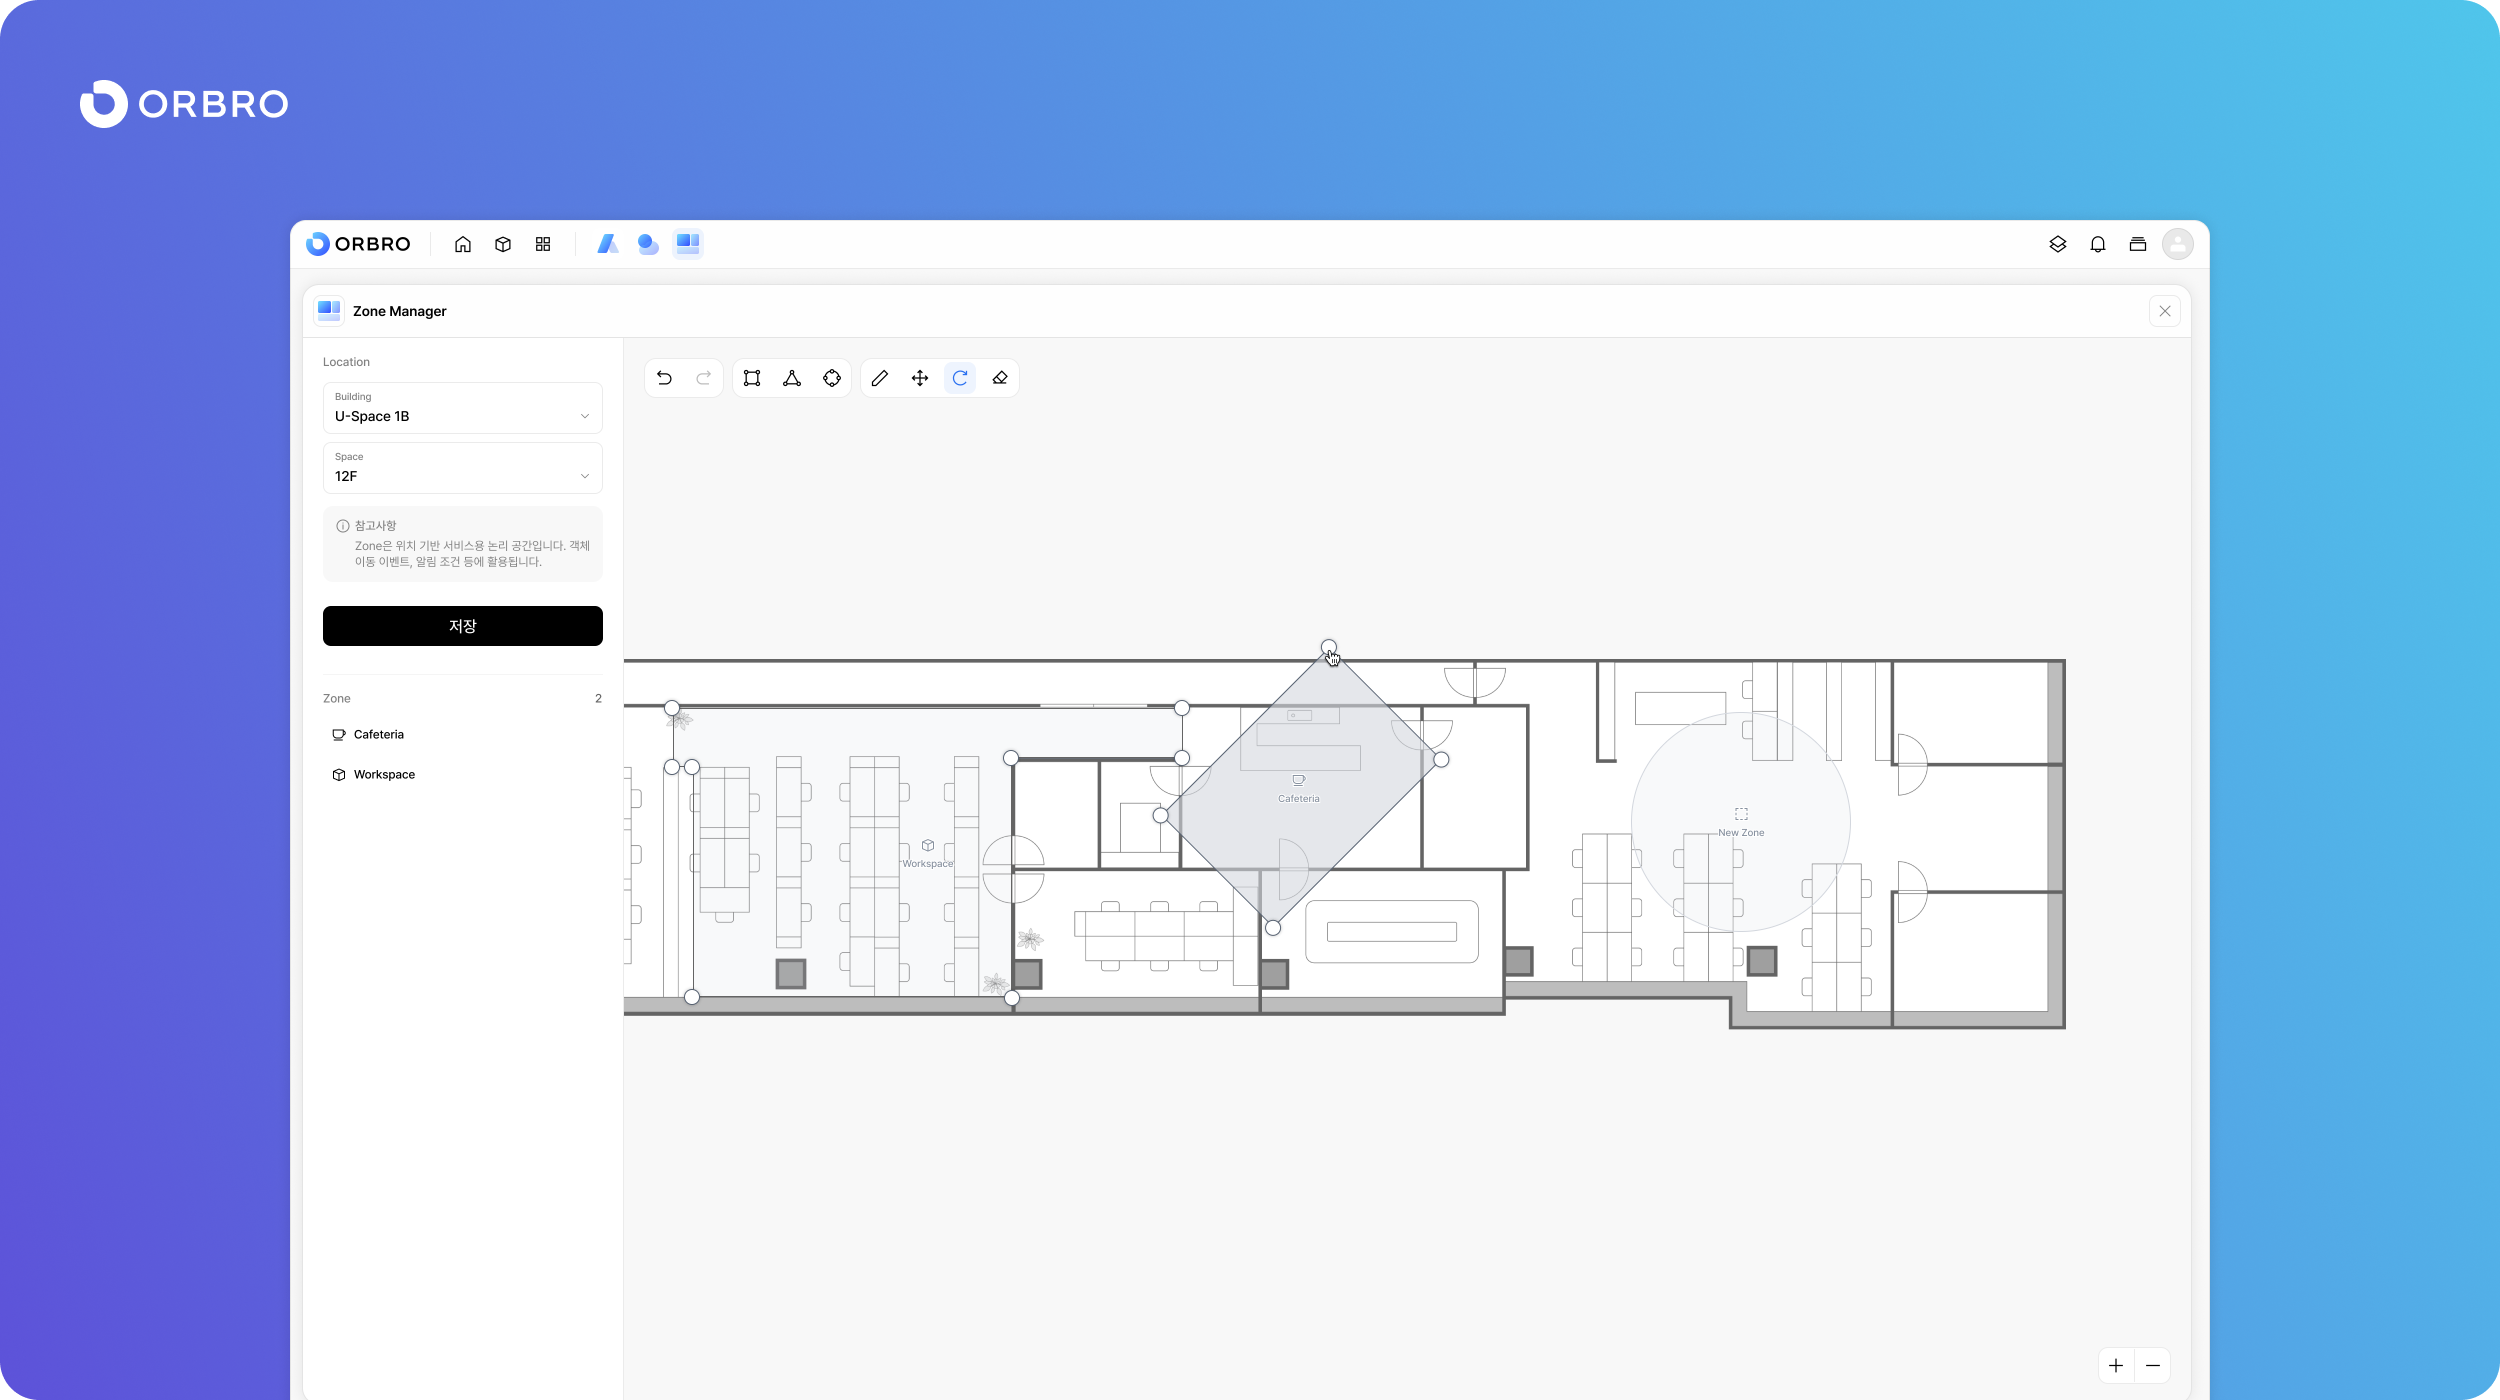 ORBRO
ORBRO
Zone Manager
Location
Building
U-Space 1B
Space
12F
참고사항
Zone은 위치 기반 서비스용 논리 공간입니다. 객체
이동 이벤트, 알림 조건 등에 활용됩니다.
저장
Zone 2
Cafeteria
Workspace
Cafeteria
New Zone
Workspace